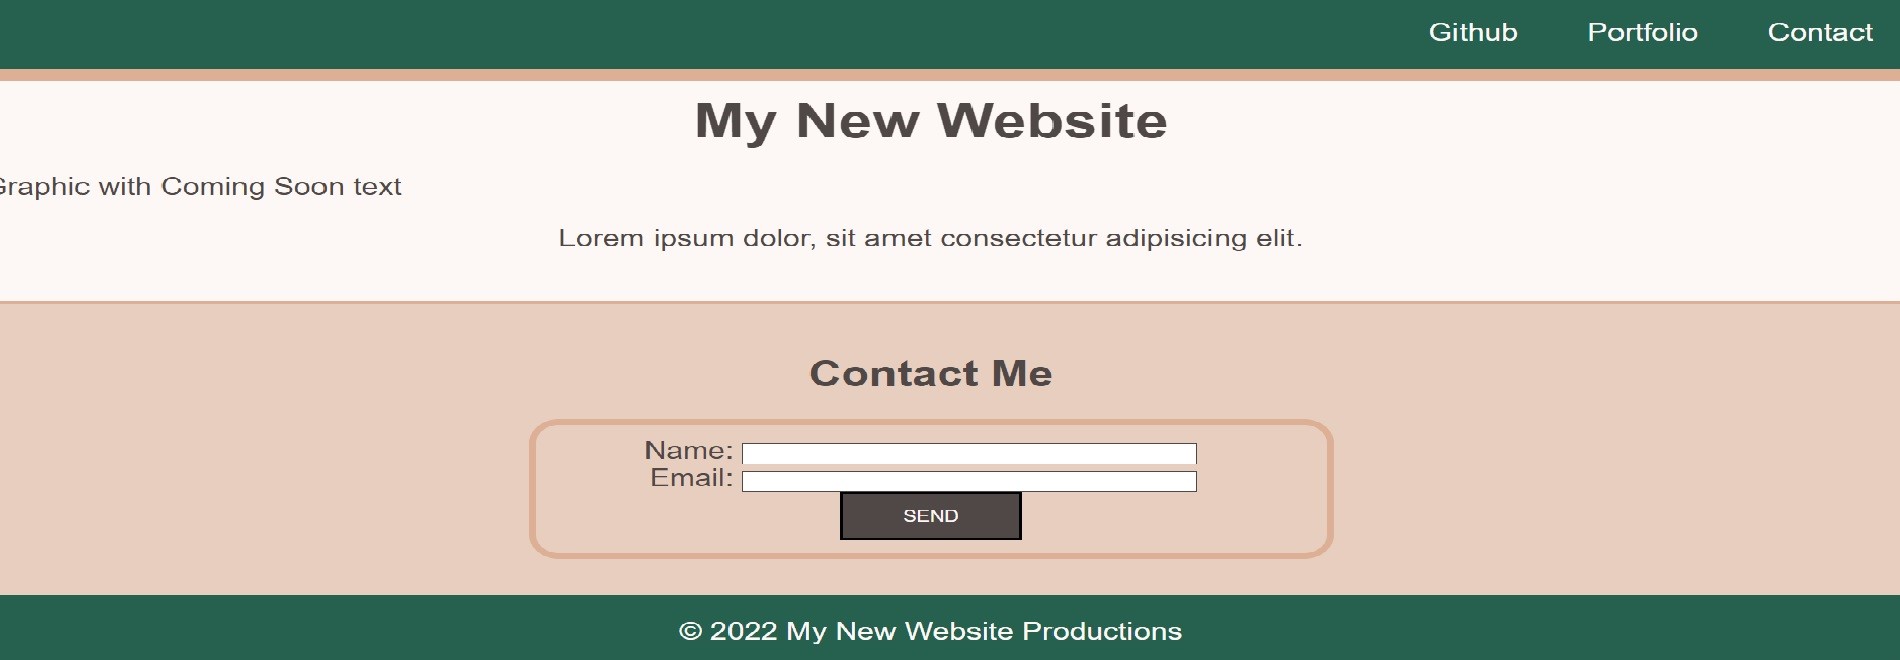 Github Portfolio Contact
My New Website
Graphic with Coming Soon text
Lorem ipsum dolor, sit amet consectetur adipisicing elit.
Contact Me
Name:
Email:
SEND
© 2022 My New Website Productions